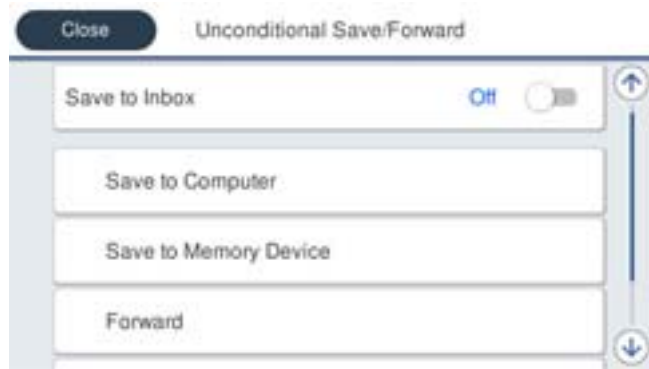 Close Unconditional Save/Forward
Save to Inbox Off
Save to Computer
Save to Memory Device
Forward